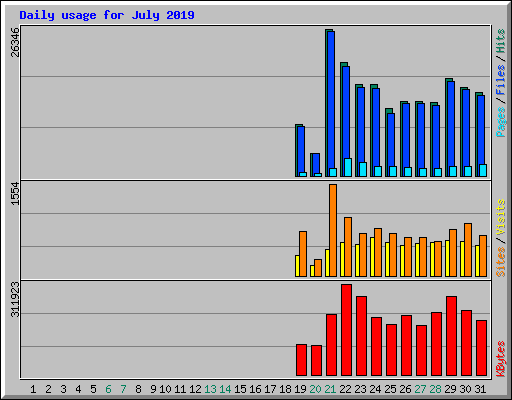 Daily usage for July 2019
26346
Pages / Files / Hits
1554
Sites / Visits
311923
KBytes
1 2 3 4 5 6 7 8 9 10 11 12 13 14 15 16 17 18 19 20 21 22 23 24 25 26 27 28 29 30 31